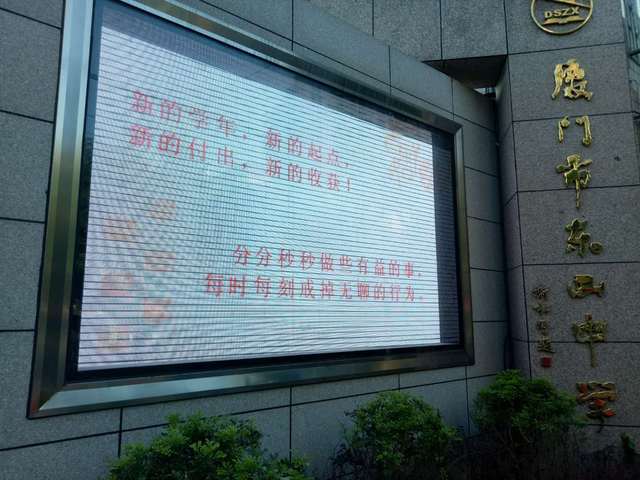 新的学年，新的起点，
新的付出，新的收获！
分分秒秒做些有益的事，
每时每刻戒掉无聊的行为。
DSZX
厦门市东山中学